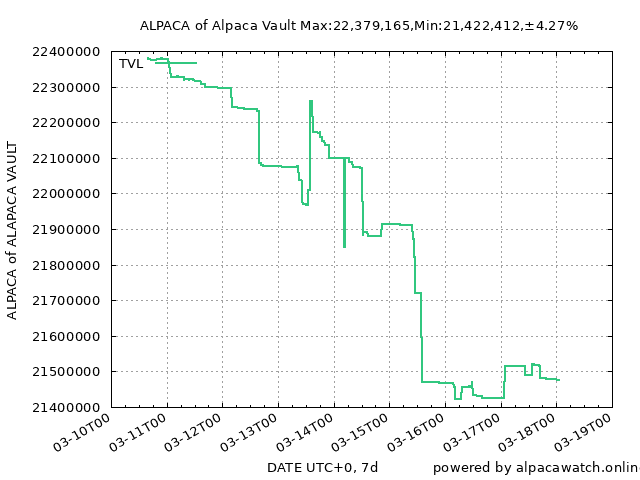 ALPACA of Alpaca Vault Max:22,379,165,Min:21,422,412,±4.27%
TVL
22400000
22300000
22200000
22100000
22000000
21900000
21800000
21700000
21600000
21500000
21400000
ALPACA of ALAPACA VAULT
03-10T00
03-11T00
03-12T00
03-13T00
03-14T00
03-15T00
03-16T00
03-17T00
03-18T00
03-19T00
DATE UTC+0, 7d
powered by alpacawatch.onlin